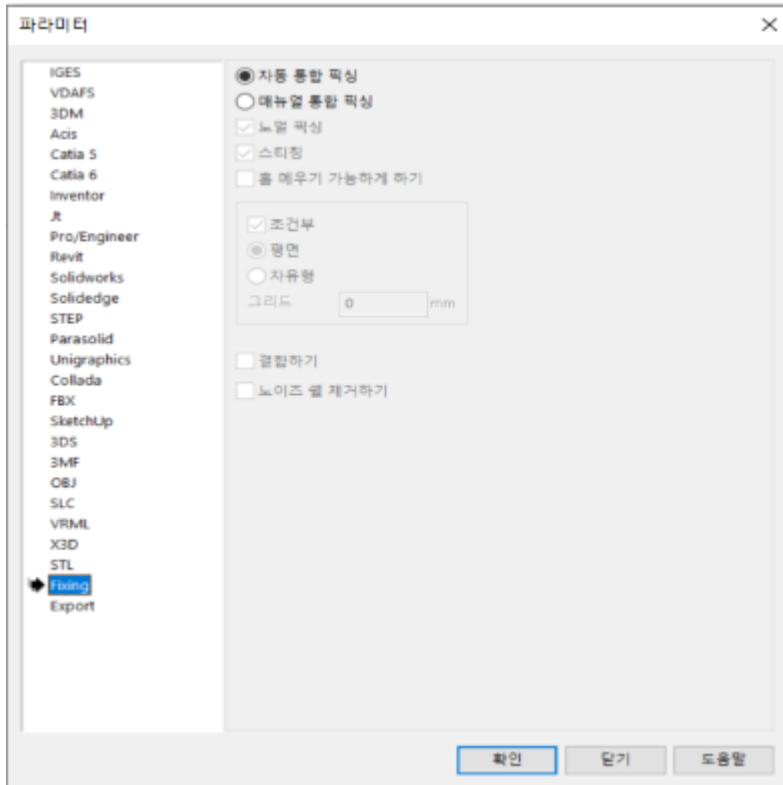 파라미터
IGES
VDAFS
3DM
Acis
Catia 5
Catia 6
Inventor
Jt
Pro/Engineer
Revit
Solidworks
Solidedge
STEP
Parasolid
Unigraphics
Collada
FBX
SketchUp
3DS
3MF
OBJ
SLC
VRML
X3D
STL
Fixing
Export
자동 통합 픽싱
매뉴얼 통합 픽싱
노멀 픽싱
스티칭
홀 메우기 가능하게 하기
조건부
평면
자유형
그리드 0 mm
결합하기
노이즈 쉘 제거하기
확인 닫기 도움말